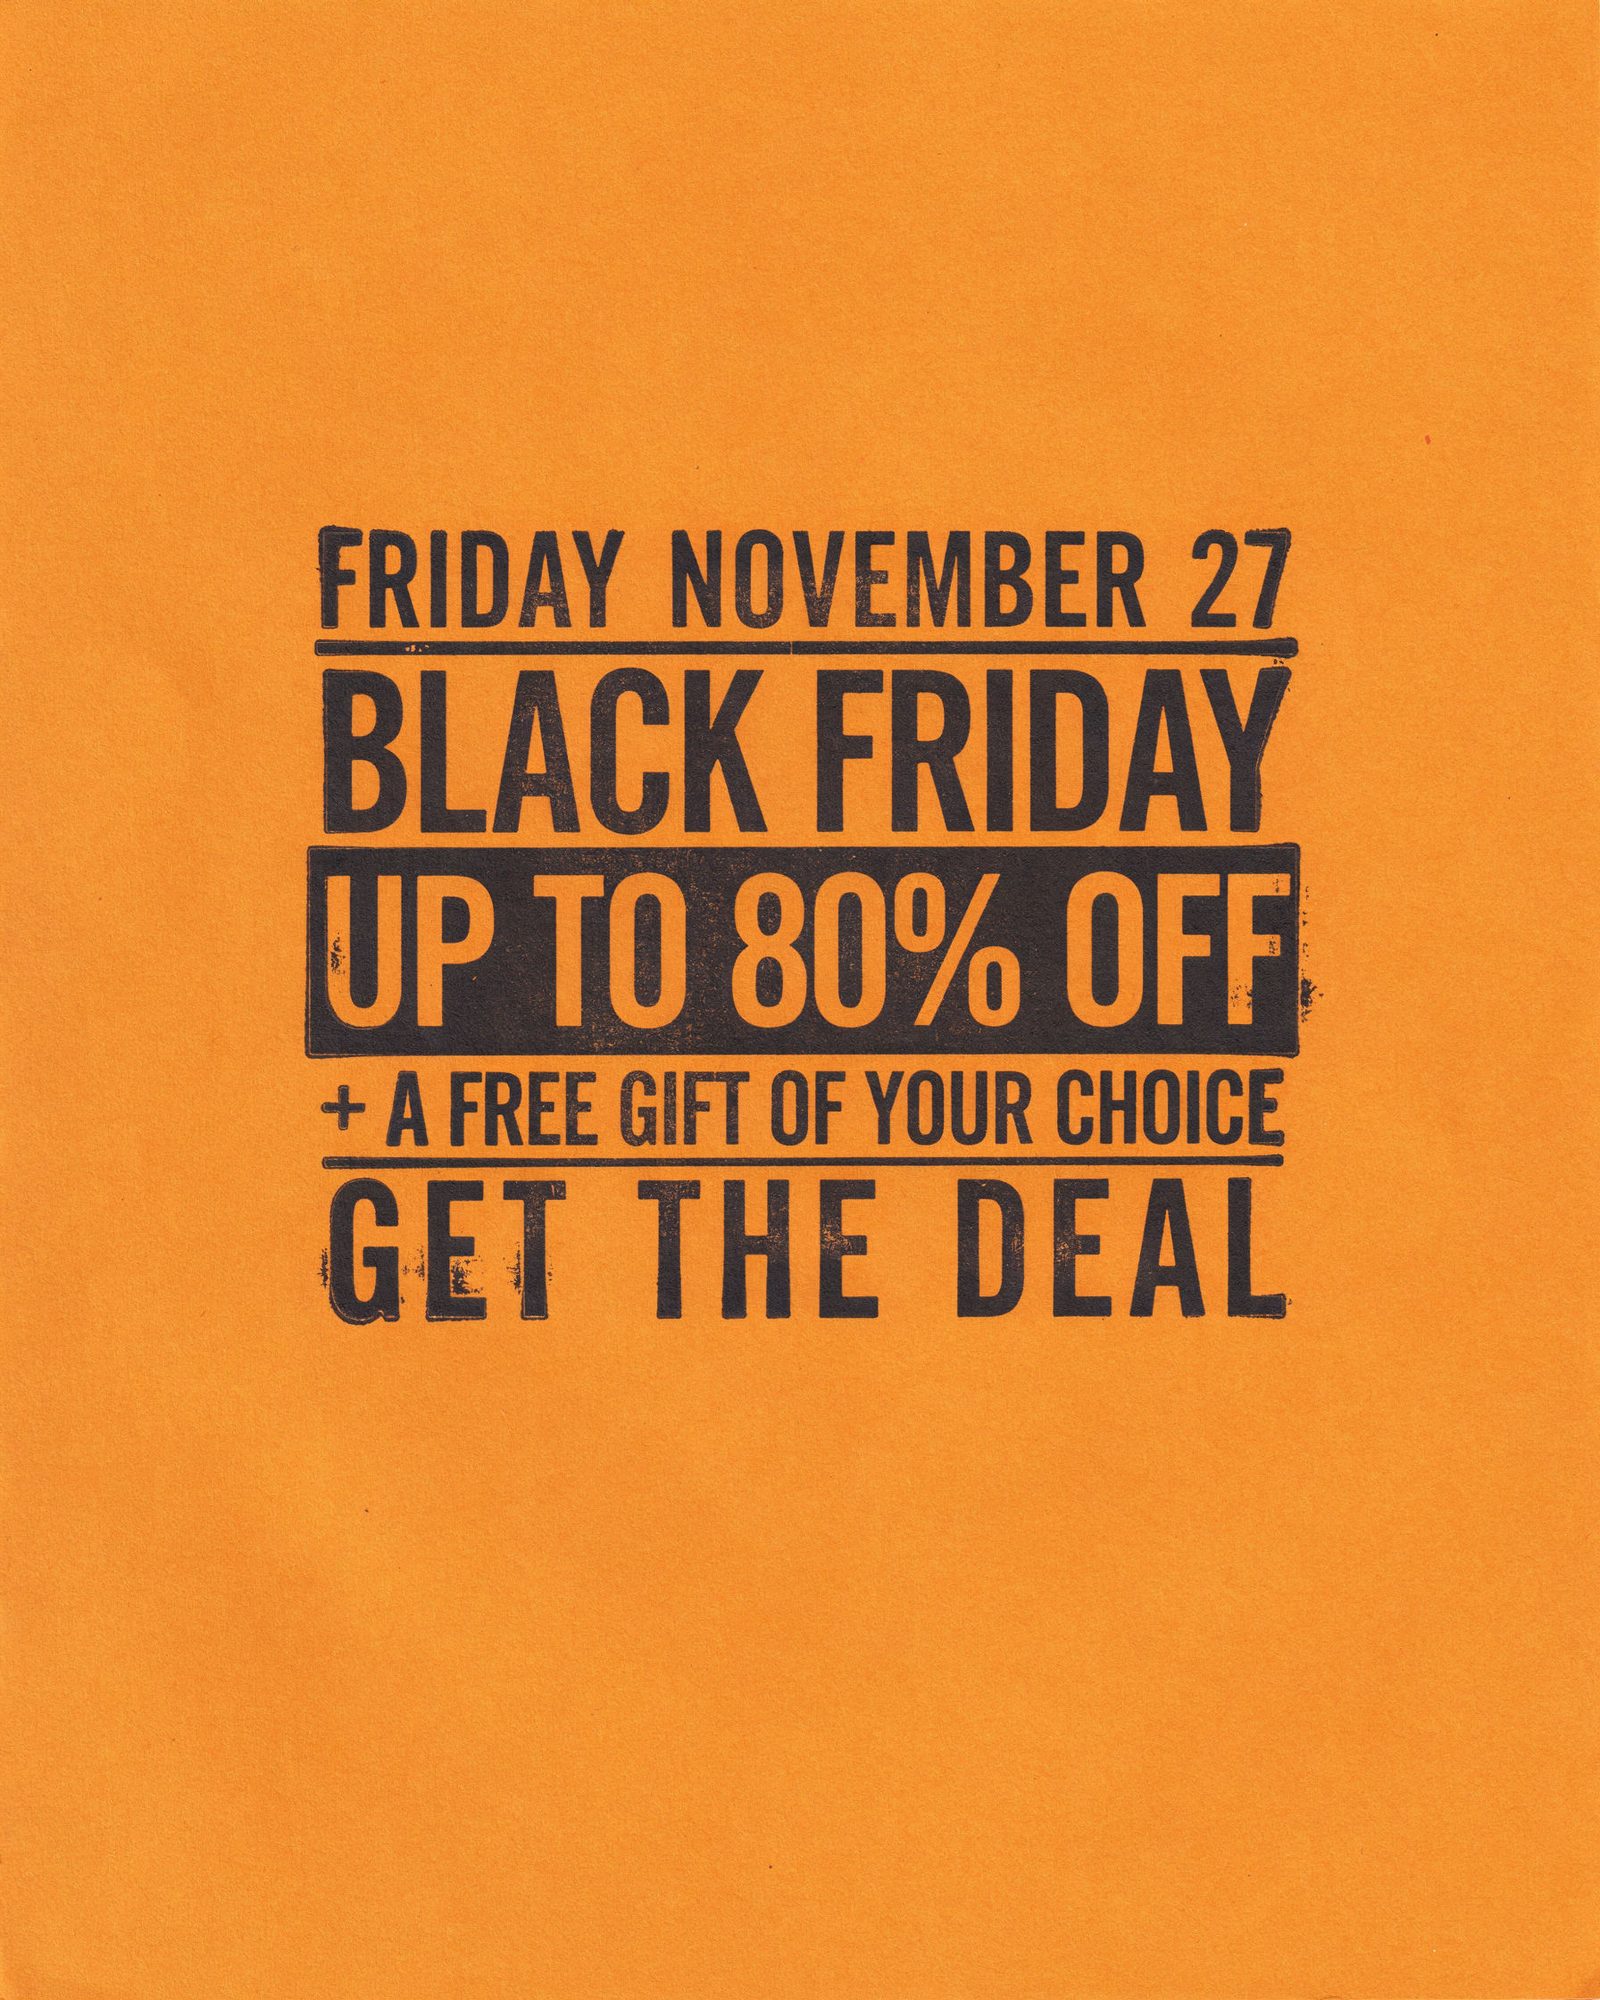 FRIDAY NOVEMBER 27
BLACK FRIDAY
UP TO 80% OFF
+ A FREE GIFT OF YOUR CHOICE
GET THE DEAL